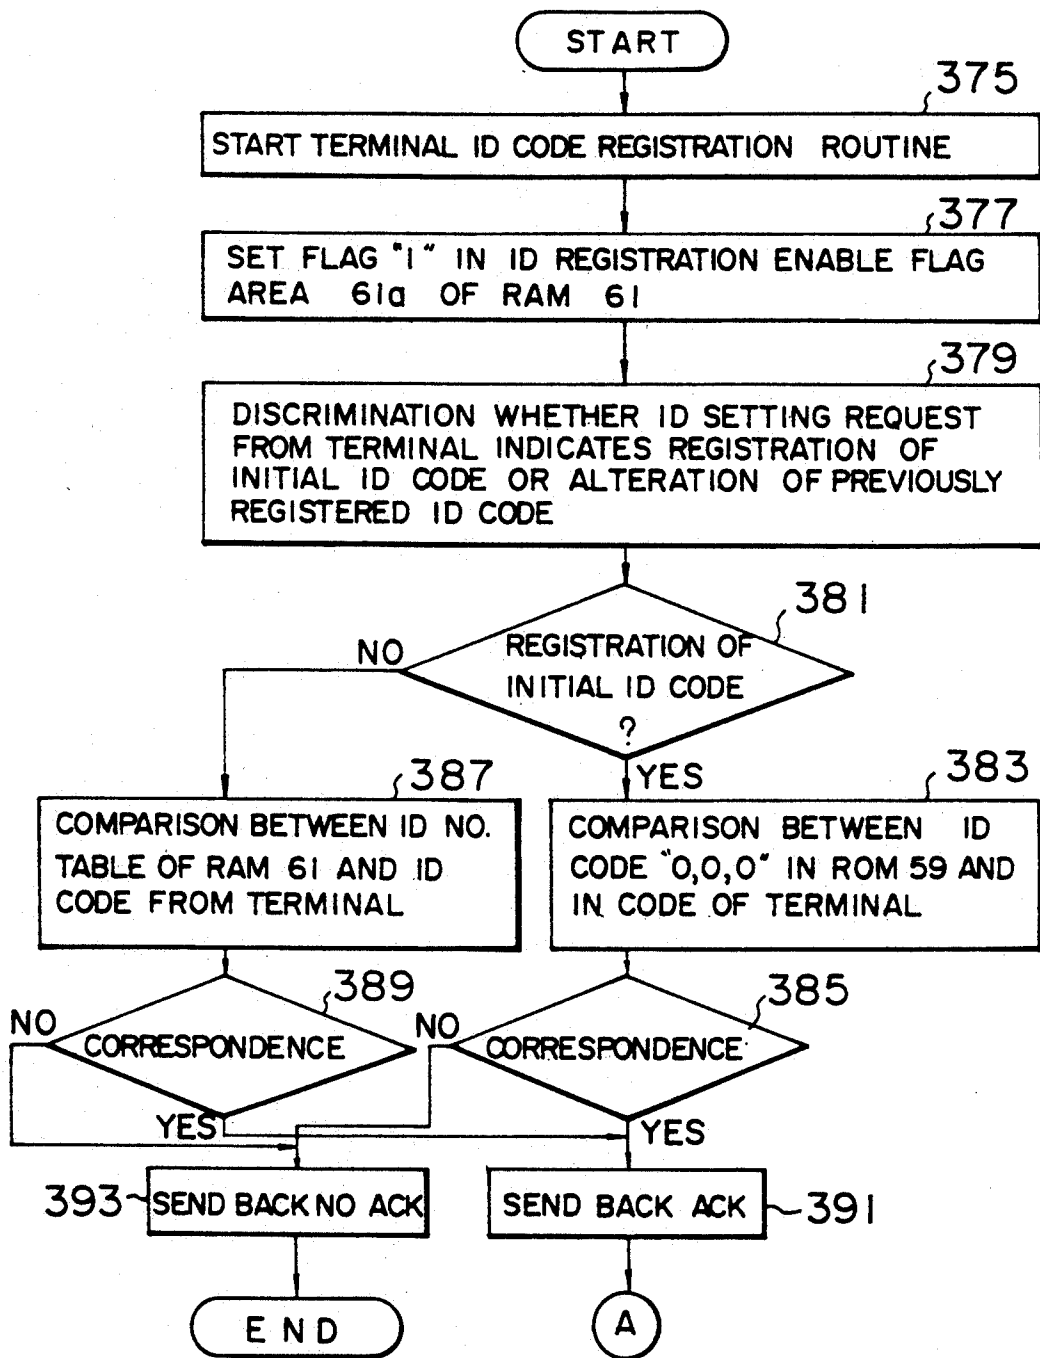 START
375
START TERMINAL ID CODE REGISTRATION ROUTINE
377
SET FLAG "1" IN ID REGISTRATION ENABLE FLAG
AREA 61a OF RAM 61
379
DISCRIMINATION WHETHER ID SETTING REQUEST
FROM TERMINAL INDICATES REGISTRATION OF
INITIAL ID CODE OR ALTERATION OF PREVIOUSLY
REGISTERED ID CODE
381
NO
REGISTRATION OF
INITIAL ID CODE
?
YES
387
COMPARISON BETWEEN ID NO.
TABLE OF RAM 61 AND ID
CODE FROM TERMINAL
383
COMPARISON BETWEEN ID
CODE "0,0,0" IN ROM 59 AND
IN CODE OF TERMINAL
389
NO
CORRESPONDENCE
YES
385
NO
CORRESPONDENCE
YES
393
SEND BACK NO ACK
SEND BACK ACK
391
END
A